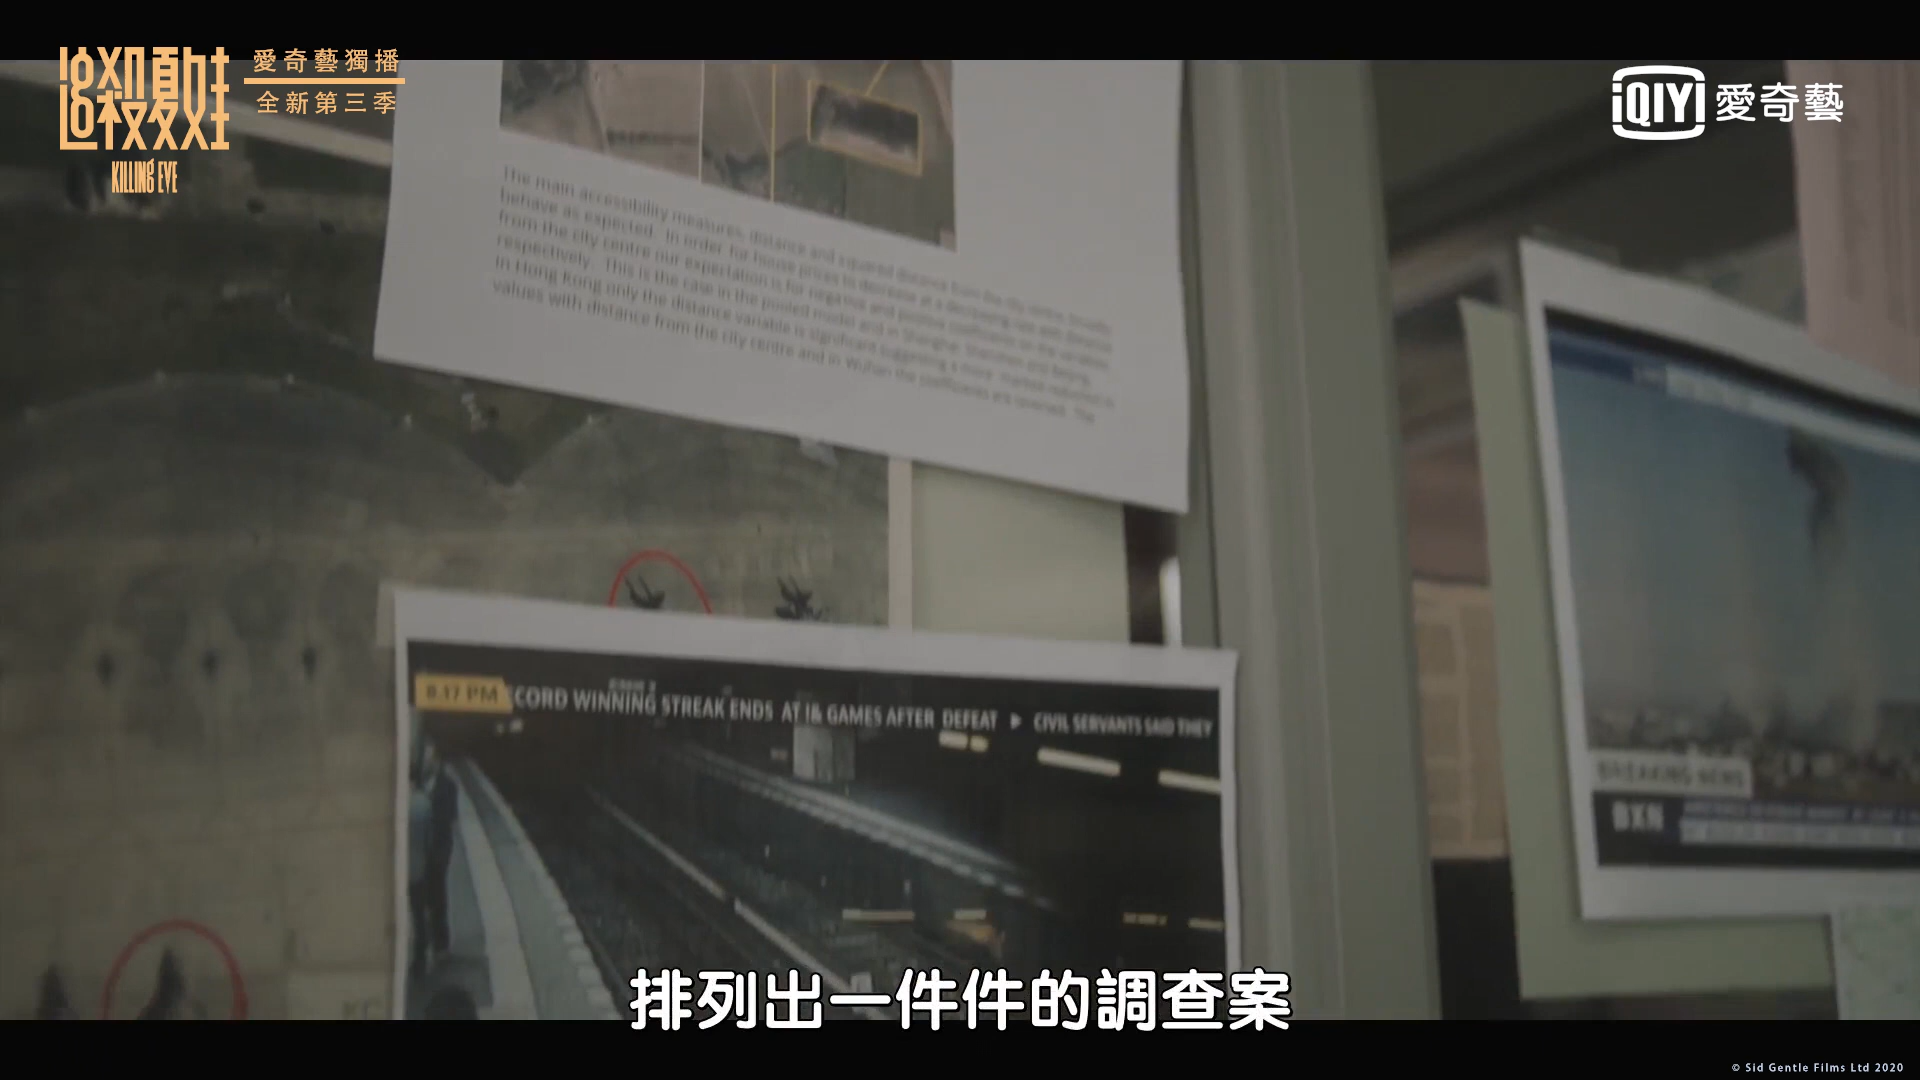 追殺夏娃
KILLING EVE
愛奇藝獨播
全新第三季
iQIYI 愛奇藝
The main accessibility measures, distance and squared distance from the city centre, broadly
behave as expected. In order for house prices to decrease at a decreasing rate with distance
from the city centre our expectation is for negative and positive coefficients on the variables
respectively. This is the case in the pooled model and in Shanghai, Shenzhen and Beijing.
In Hong Kong only the distance variable is significant suggesting a more
values with distance from the city centre and in Wuhan the coefficients are reversed. The
8.17 PM
CORD WINNING STREAK ENDS AT 18 GAMES AFTER DEFEAT ▶ CIVIL SERVANTS SAID THEY
BREAKING NEWS
BXN
排列出一件件的調查案
© Sid Gentle Films Ltd 2020